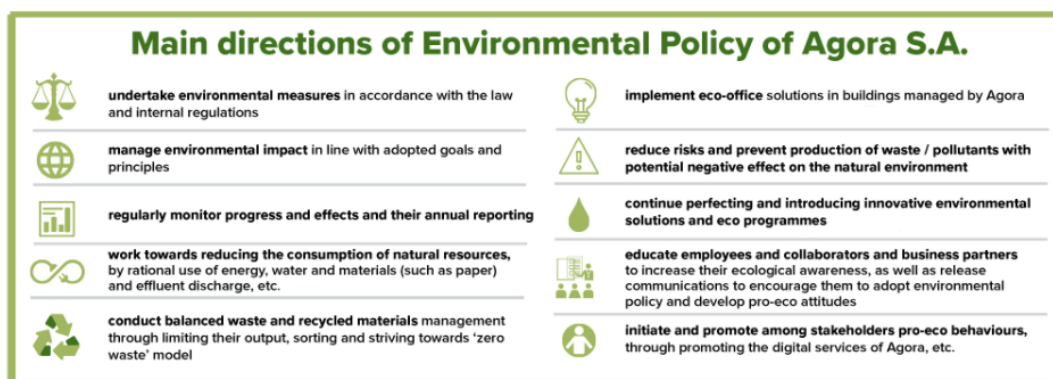 Main directions of Environmental Policy of Agora S.A.
undertake environmental measures in accordance with the law
and internal regulations
manage environmental impact in line with adopted goals and
principles
regularly monitor progress and effects and their annual reporting
work towards reducing the consumption of natural resources,
by rational use of energy, water and materials (such as paper)
and effluent discharge, etc.
conduct balanced waste and recycled materials management
through limiting their output, sorting and striving towards ‘zero
waste’ model
implement eco-office solutions in buildings managed by Agora
reduce risks and prevent production of waste / pollutants with
potential negative effect on the natural environment
continue perfecting and introducing innovative environmental
solutions and eco programmes
educate employees and collaborators and business partners
to increase their ecological awareness, as well as release
communications to encourage them to adopt environmental
policy and develop pro-eco attitudes
initiate and promote among stakeholders pro-eco behaviours,
through promoting the digital services of Agora, etc.